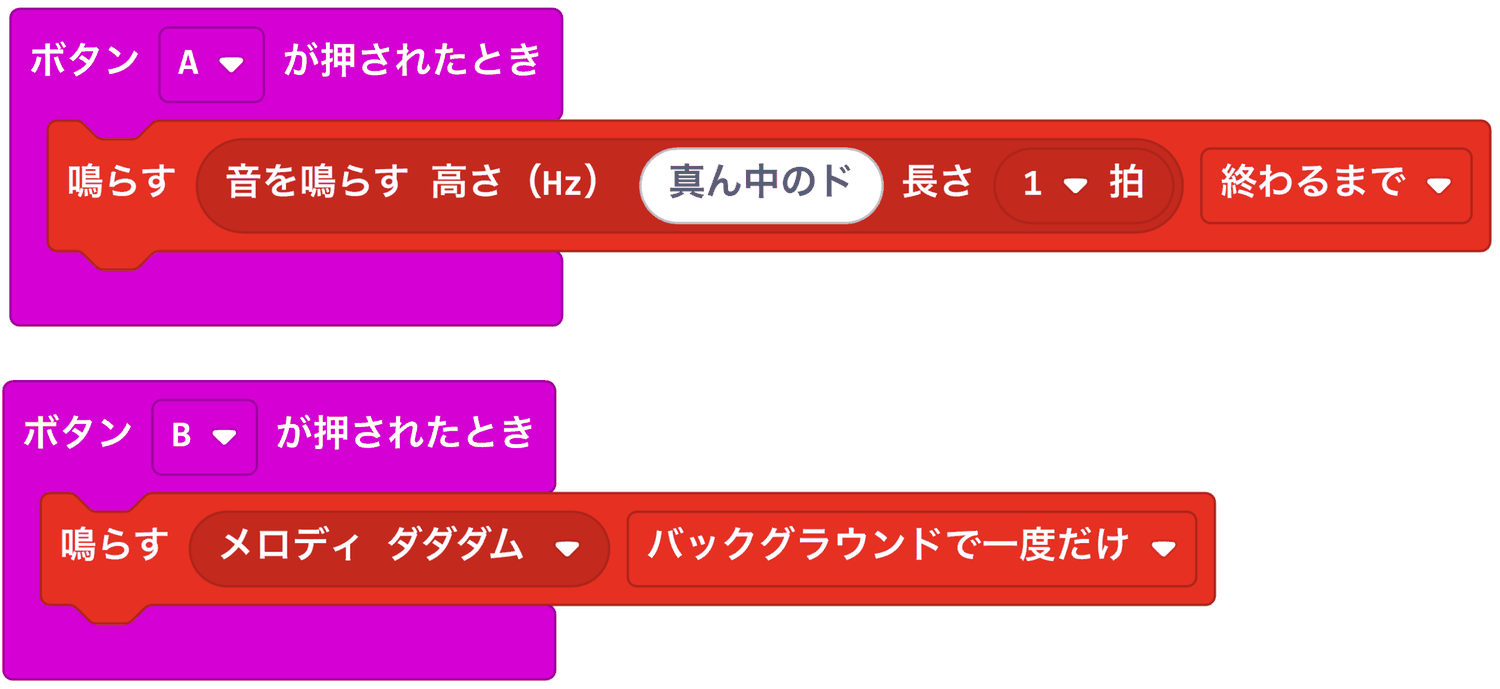 ボタン A が押されたとき
鳴らす 音を鳴らす 高さ（Hz） 真ん中のド 長さ 1 拍 終わるまで
ボタン B が押されたとき
鳴らす メロディ ダダダム バックグラウンドで一度だけ